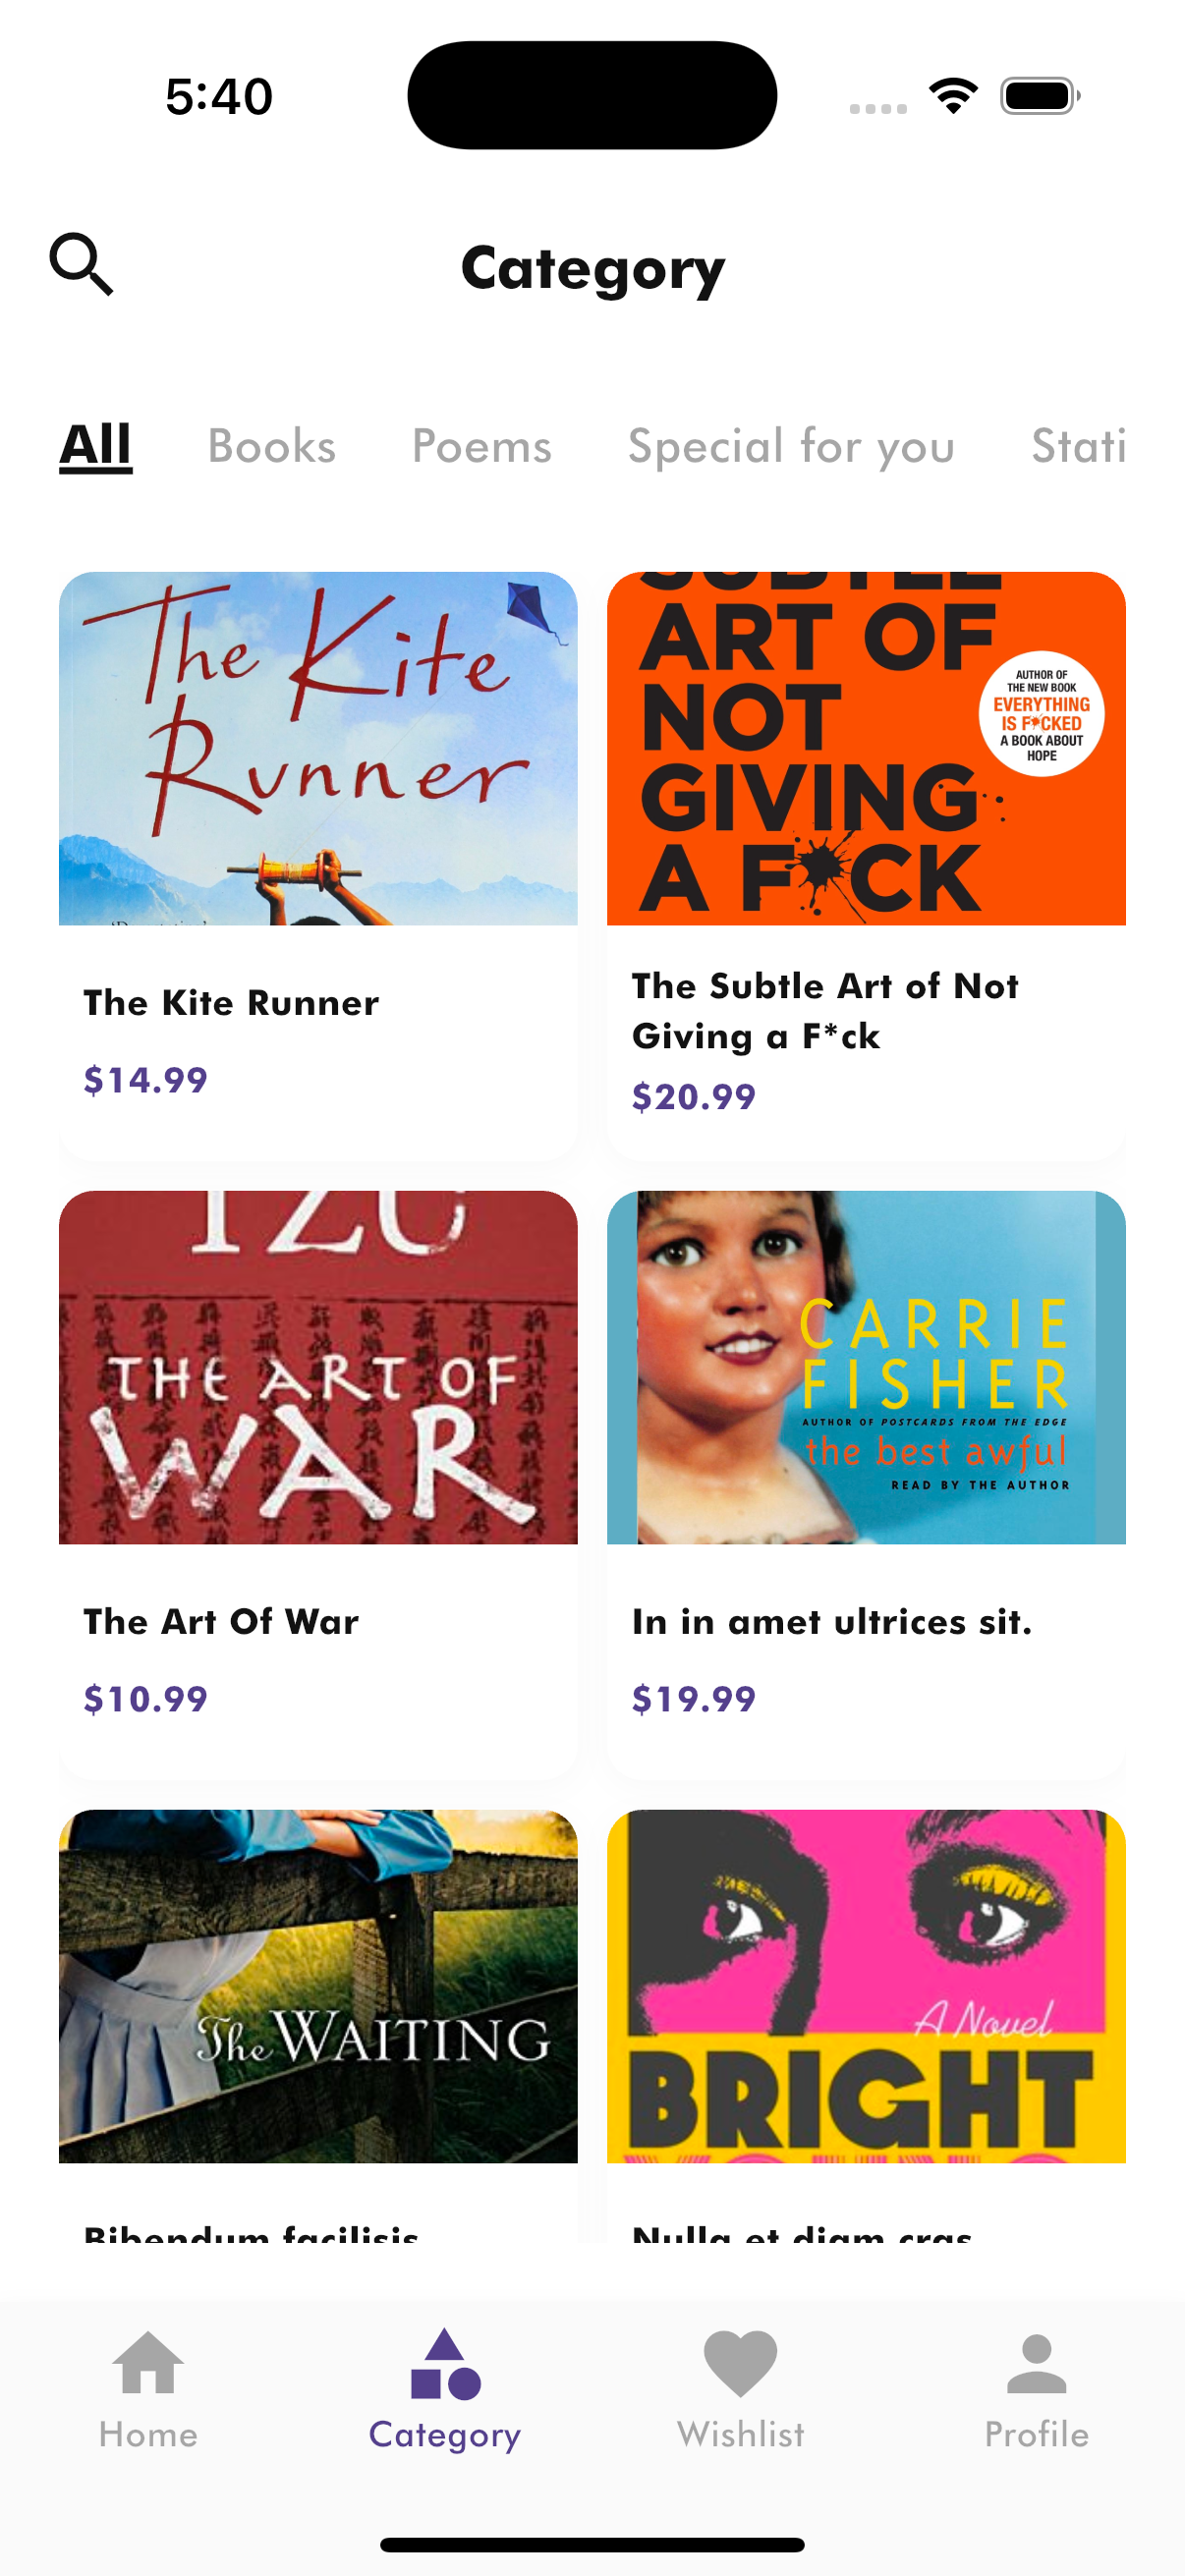 5:40
Category
All Books Poems Special for you Stati
The Kite
Runner
ART OF
NOT
GIVING
A F*CK
AUTHOR OF
THE NEW BOOK
EVERYTHING
IS F*CKED
A BOOK ABOUT
HOPE
The Kite Runner
$14.99
The Subtle Art of Not
Giving a F*ck
$20.99
TZU
THE ART OF
WAR
CARRIE
FISHER
AUTHOR OF POSTCARDS FROM THE EDGE
the best awful
READ BY THE AUTHOR
The Art Of War
$10.99
In in amet ultrices sit.
$19.99
The WAITING
A Novel
BRIGHT
Bibendum facilisis
Nulla et diam cras
Home
Category
Wishlist
Profile